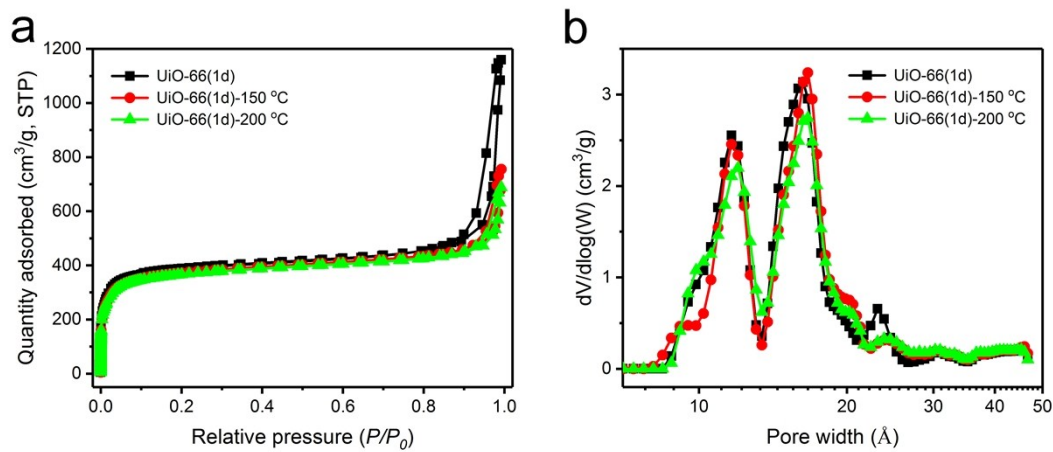 a
Quantity adsorbed (cm³/g, STP)
1200
1000
800
600
400
200
0
UiO-66(1d)
UiO-66(1d)-150 °C
UiO-66(1d)-200 °C
0.0 0.2 0.4 0.6 0.8 1.0
Relative pressure (P/P₀)
b
dV/dlog(W) (cm³/g)
3
2
1
0
UiO-66(1d)
UiO-66(1d)-150 °C
UiO-66(1d)-200 °C
10 20 30 40 50
Pore width (Å)